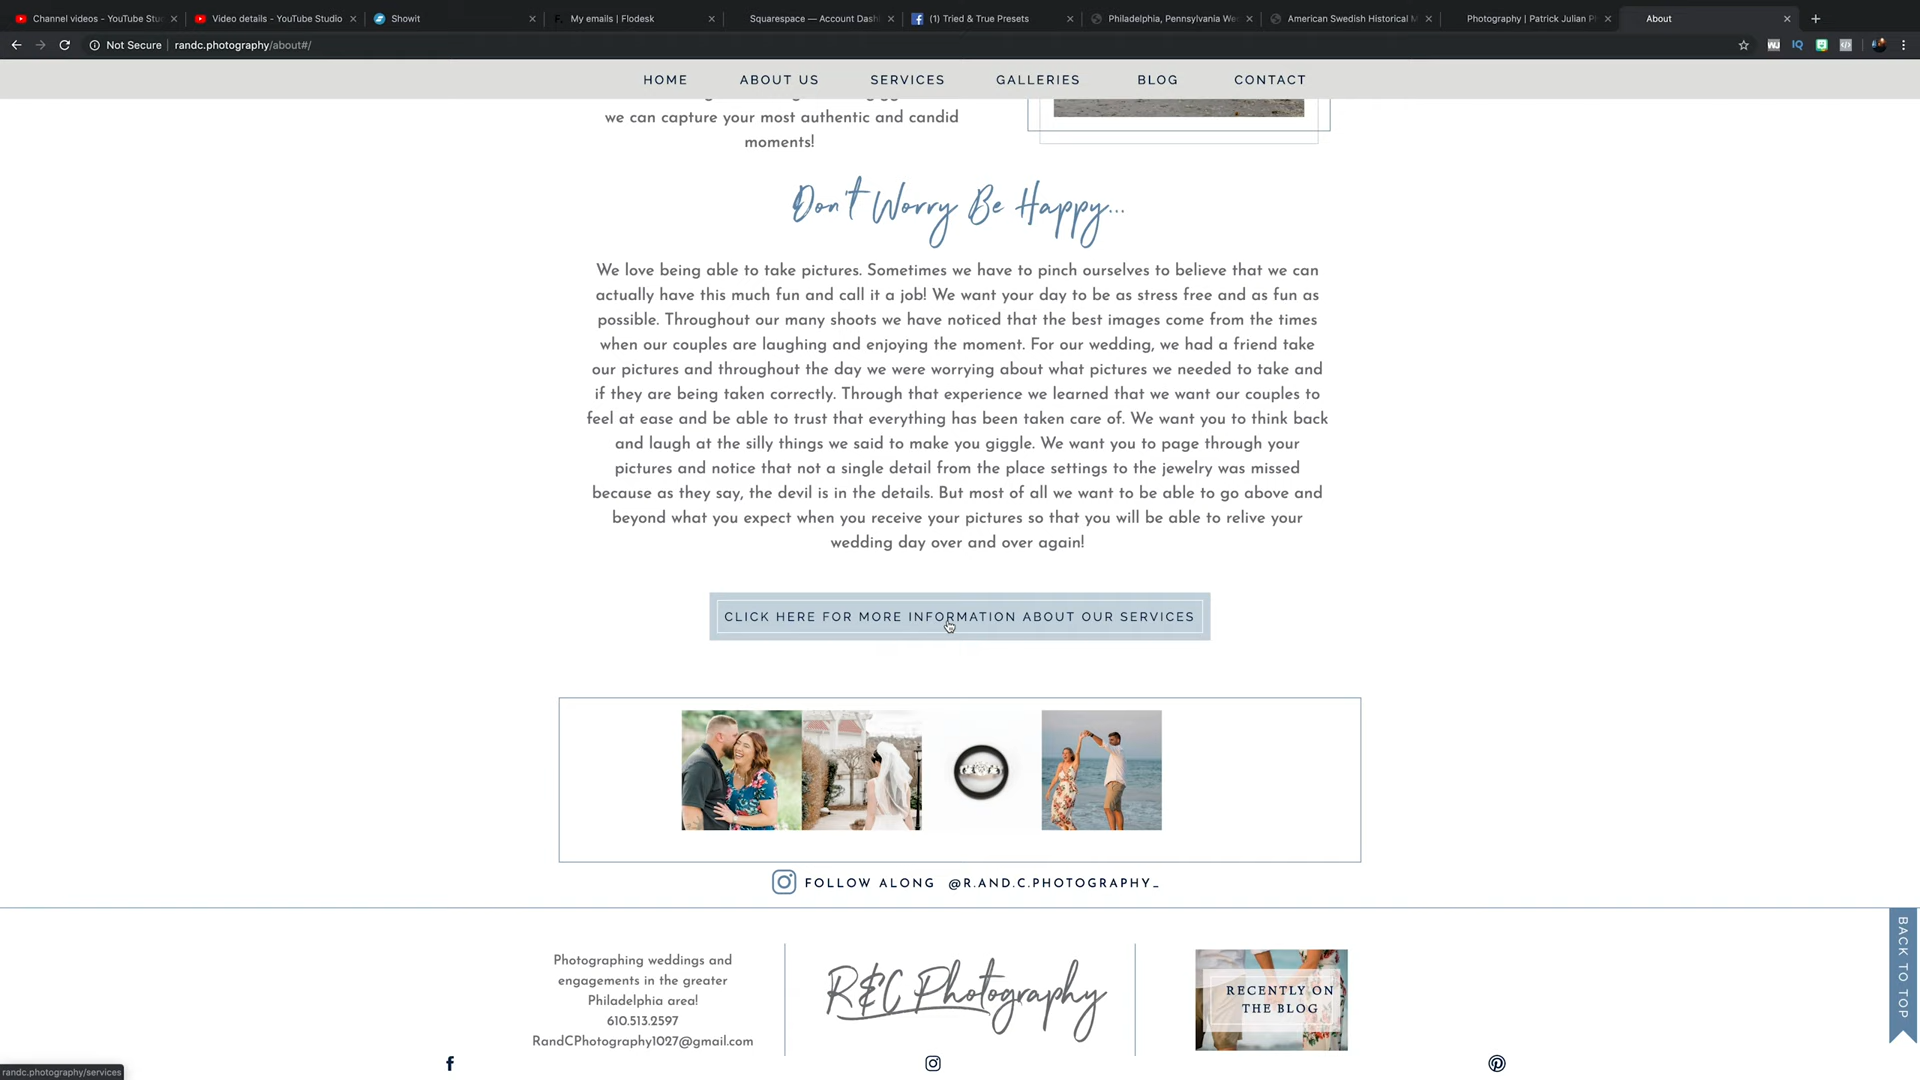 Channel videos - YouTube Stu
Video details - YouTube Studio
Showit
My emails | Flodesk
Squarespace — Account Dash
(1) Tried & True Presets
Philadelphia, Pennsylvania We
American Swedish Historical M
Photography | Patrick Julian P
About
Not Secure | randc.photography/about#/
HOME ABOUT US SERVICES GALLERIES BLOG CONTACT
we can capture your most authentic and candid
moments!
Don't Worry Be Happy...
We love being able to take pictures. Sometimes we have to pinch ourselves to believe that we can
actually have this much fun and call it a job! We want your day to be as stress free and as fun as
possible. Throughout our many shoots we have noticed that the best images come from the times
when our couples are laughing and enjoying the moment. For our wedding, we had a friend take
our pictures and throughout the day we were worrying about what pictures we needed to take and
if they are being taken correctly. Through that experience we learned that we want our couples to
feel at ease and be able to trust that everything has been taken care of. We want you to think back
and laugh at the silly things we said to make you giggle. We want you to page through your
pictures and notice that not a single detail from the place settings to the jewelry was missed
because as they say, the devil is in the details. But most of all we want to be able to go above and
beyond what you expect when you receive your pictures so that you will be able to relive your
wedding day over and over again!
CLICK HERE FOR MORE INFORMATION ABOUT OUR SERVICES
FOLLOW ALONG @R.AND.C.PHOTOGRAPHY_
Photographing weddings and
engagements in the greater
Philadelphia area!
610.513.2597
RandCPhotography1027@gmail.com
R&C Photography
RECENTLY ON
THE BLOG
BACK TO TOP
randc.photography/services